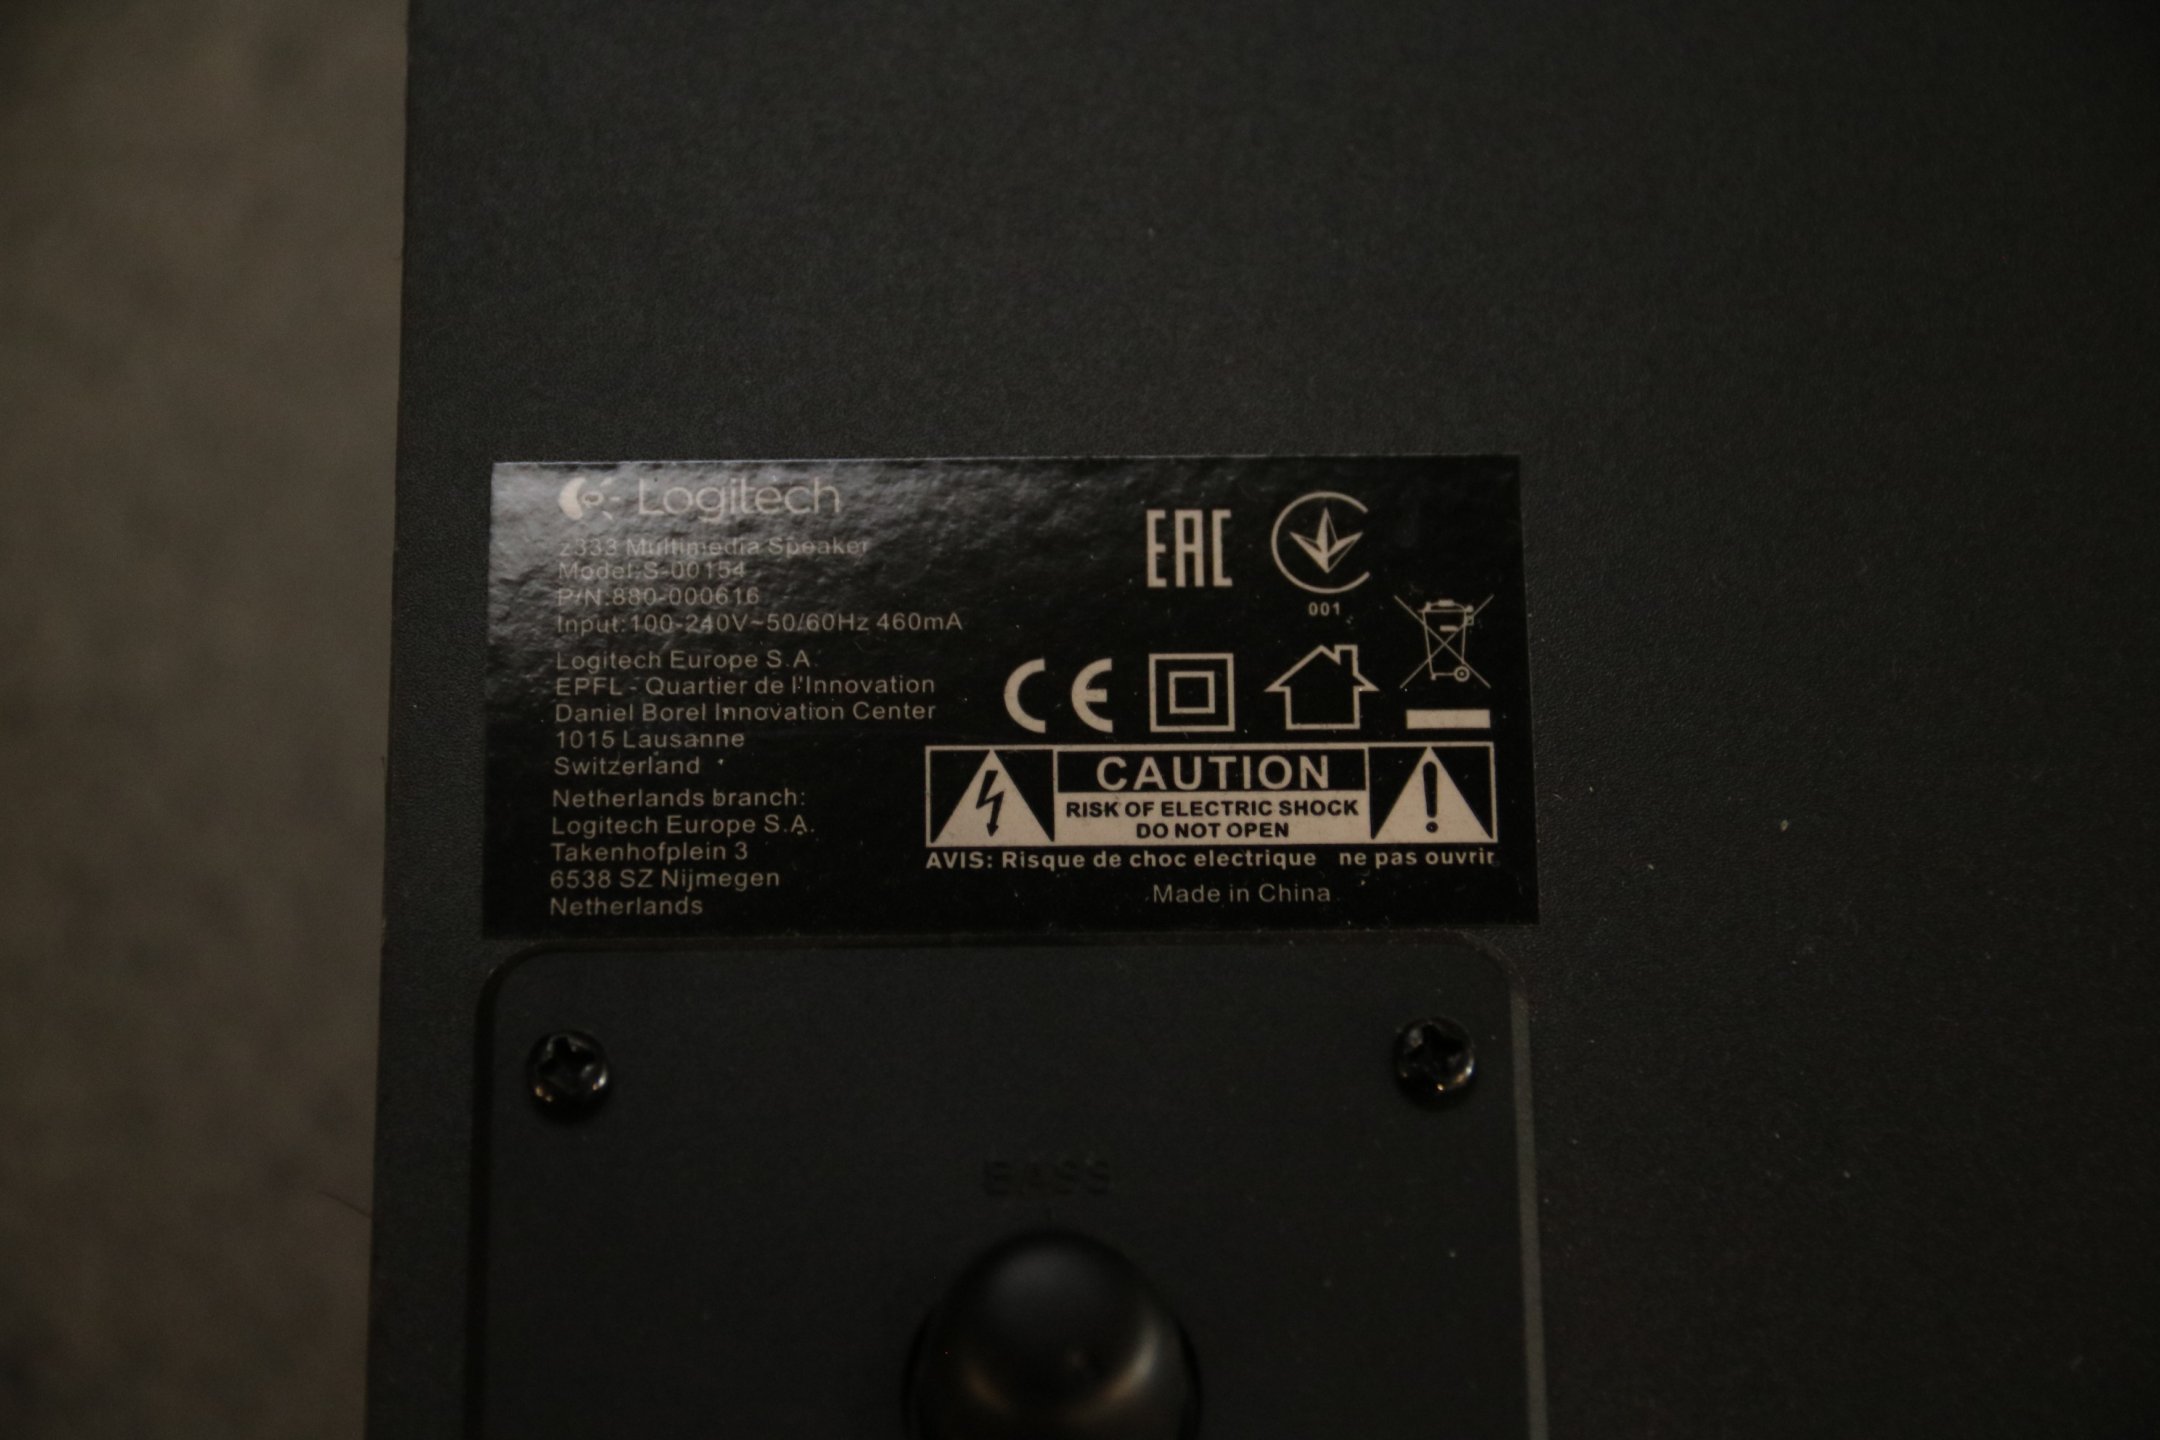 Logitech
z333 Multimedia Speaker
Model:S-00154
P/N:880-000616
Input:100-240V~50/60Hz 460mA
Logitech Europe S.A.
EPFL - Quartier de l'Innovation
Daniel Borel Innovation Center
1015 Lausanne
Switzerland
Netherlands branch:
Logitech Europe S.A.
Takenhofplein 3
6538 SZ Nijmegen
Netherlands
EAC
001
CE
CAUTION
RISK OF ELECTRIC SHOCK
DO NOT OPEN
AVIS: Risque de choc electrique ne pas ouvrir
Made in China
BASS